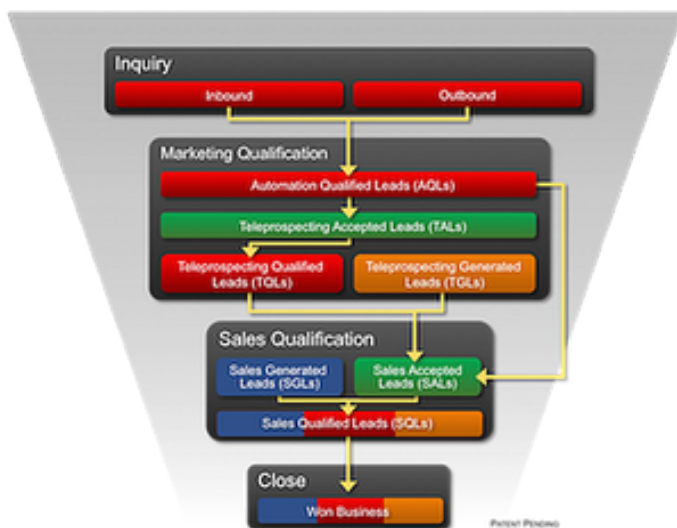 Inquiry
Inbound
Outbound
Marketing Qualification
Automation Qualified Leads (AQLs)
Teleprospecting Accepted Leads (TALs)
Teleprospecting Qualified
Leads (TQLs)
Teleprospecting Generated
Leads (TGLs)
Sales Qualification
Sales Generated
Leads (SGLs)
Sales Accepted
Leads (SALs)
Sales Qualified Leads (SQLs)
Close
Won Business
PATENT PENDING